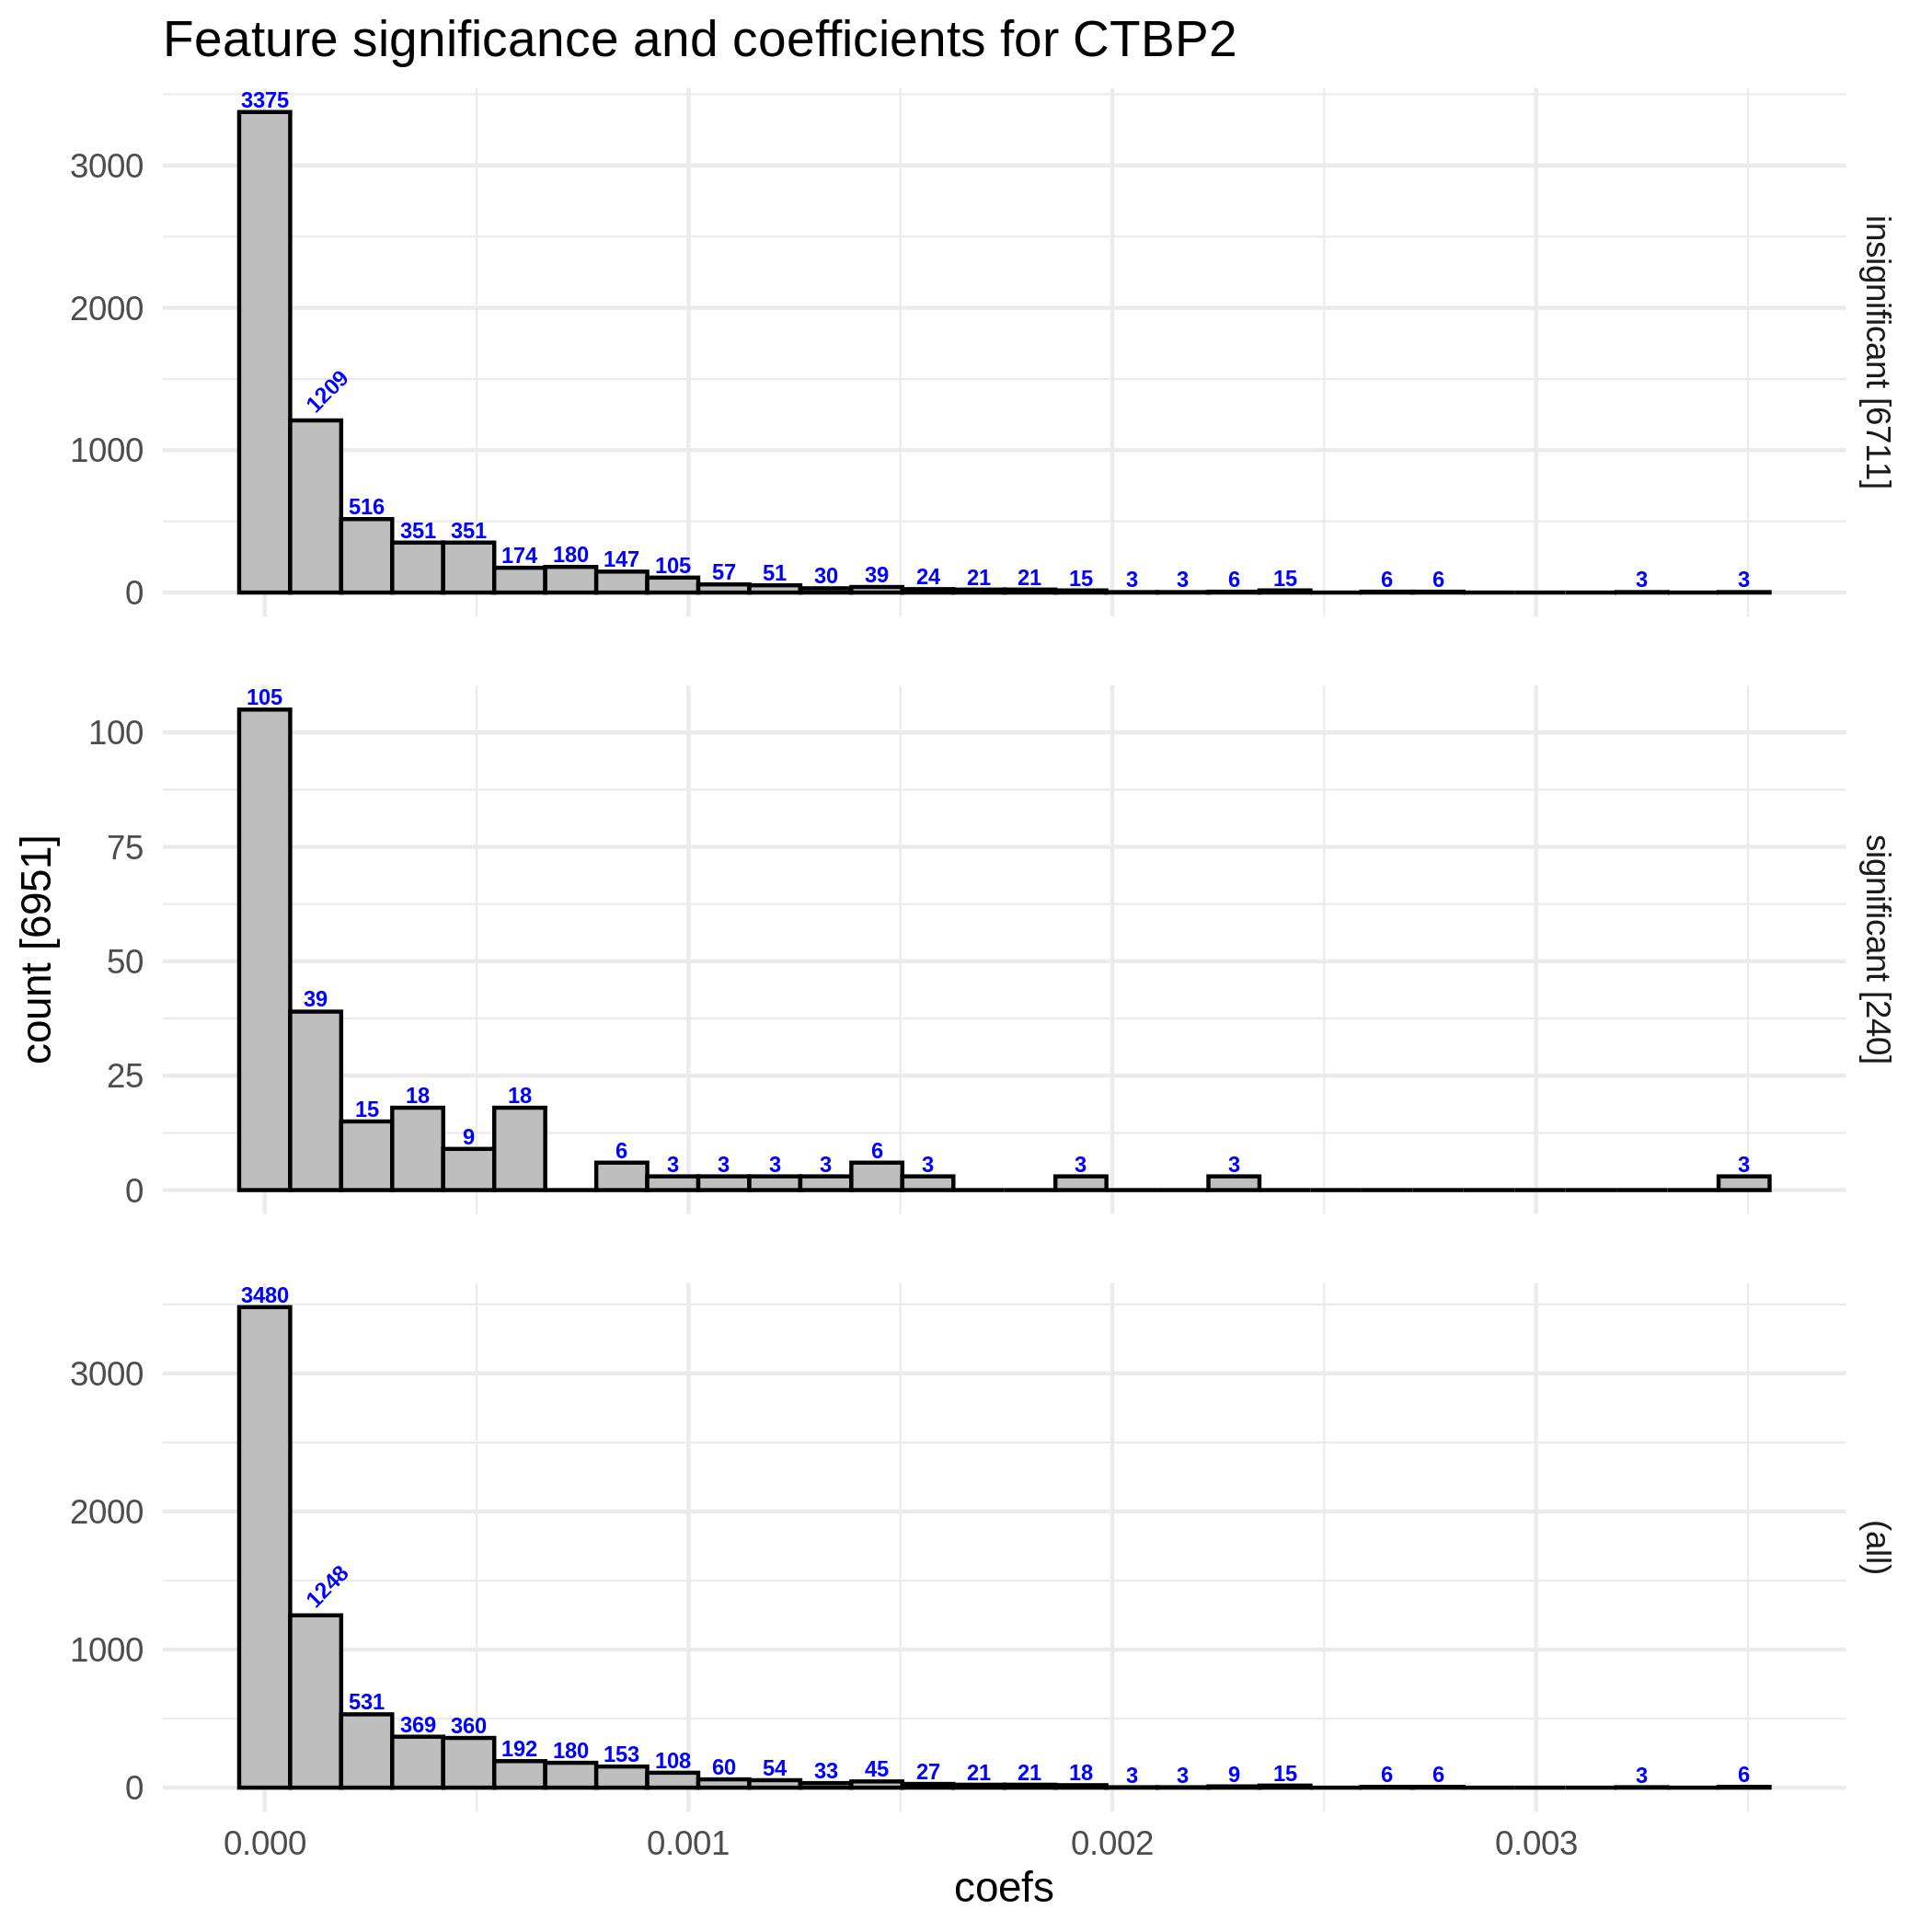 Feature significance and coefficients for CTBP2
3375
3000
2000
1209
1000
516
351 351
174 180 147 105 57 51 30 39 24 21 21 15 3 3 6 15 6 6 3 3
0
insignificant [6711]
105
100
75
50
39
25
15 18 9 18 6 3 3 3 3 6 3 3 3 3
0
significant [240]
count [6951]
3480
3000
2000
1248
1000
531
369 360
192 180 153 108 60 54 33 45 27 21 21 18 3 3 9 15 6 6 3 6
0
(all)
0.000 0.001 0.002 0.003
coefs